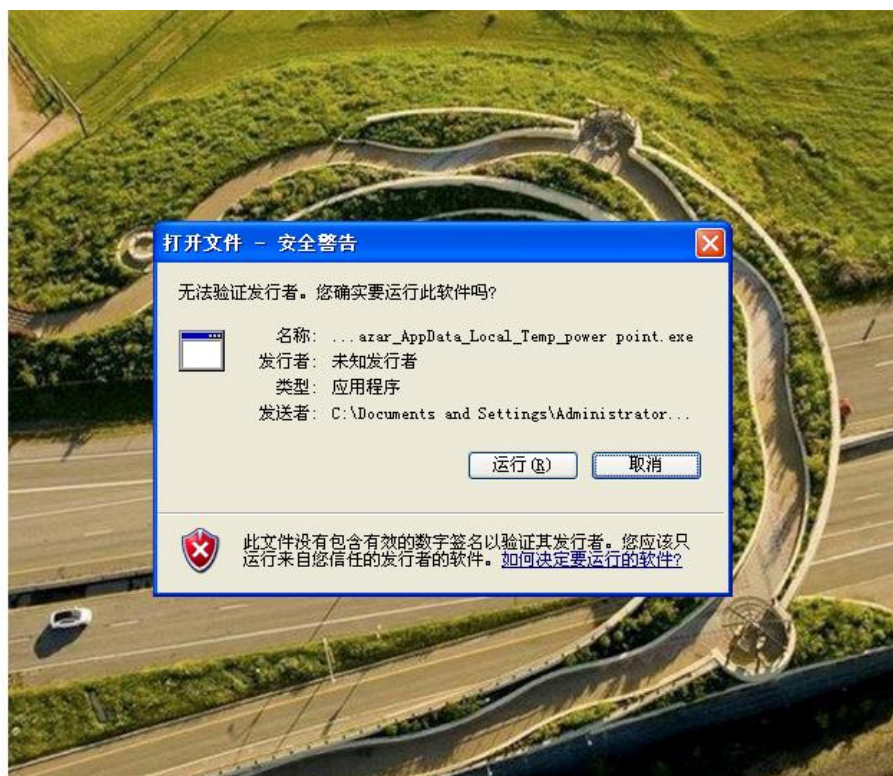 打开文件 - 安全警告
无法验证发行者。您确实要运行此软件吗?
名称: ...azar_AppData_Local_Temp_power point.exe
发行者: 未知发行者
类型: 应用程序
发送者: C:\Documents and Settings\Administrator...
运行(R) 取消
此文件没有包含有效的数字签名以验证其发行者。您应该只
运行来自您信任的发行者的软件。如何决定要运行的软件?